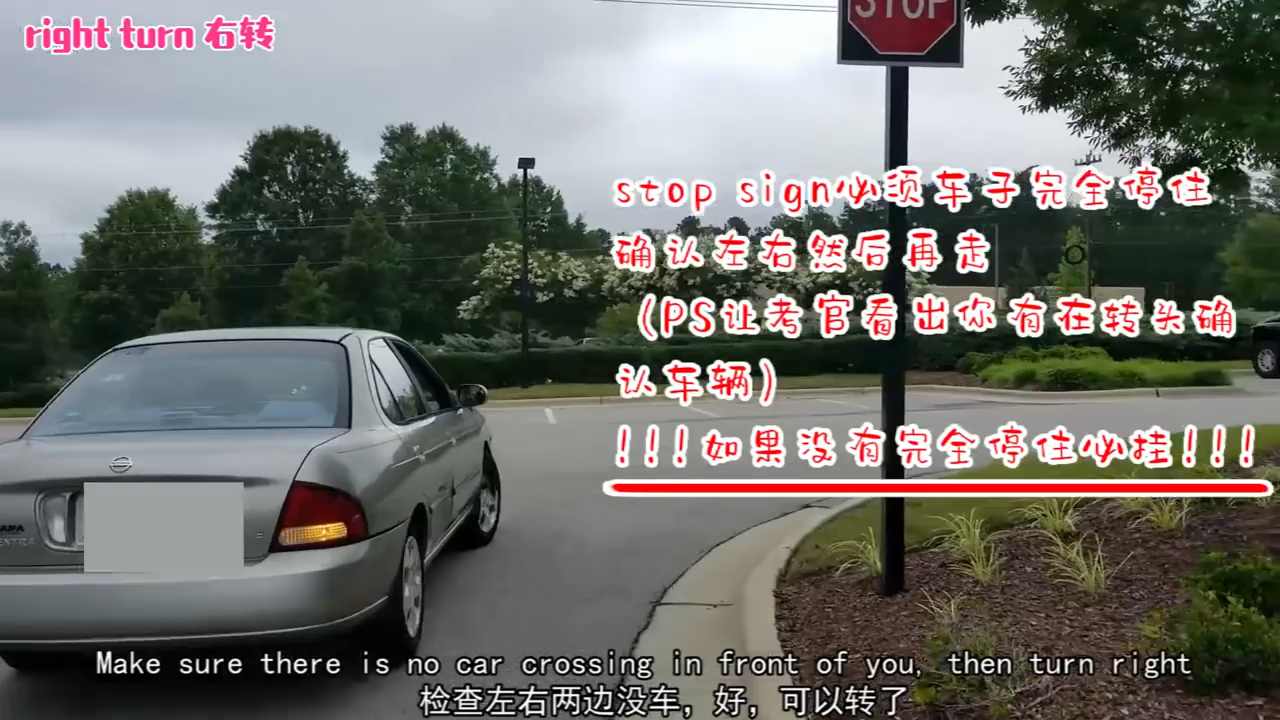 right turn 右转
STOP
stop sign必须车子完全停住
确认左右然后再走
（PS让考官看出你有在转头确
认车辆）
!!!如果没有完全停住必挂!!!
Make sure there is no car crossing in front of you, then turn right
检查左右两边没车，好，可以转了